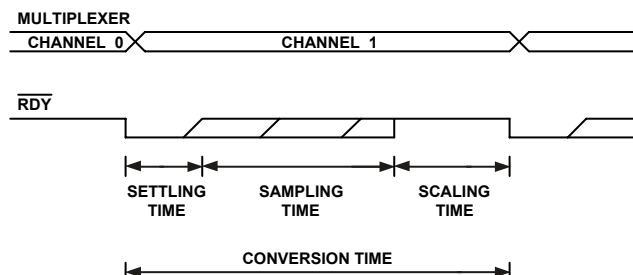 MULTIPLEXER
CHANNEL 0 CHANNEL 1
RDY
SETTLING TIME
SAMPLING TIME
SCALING TIME
CONVERSION TIME